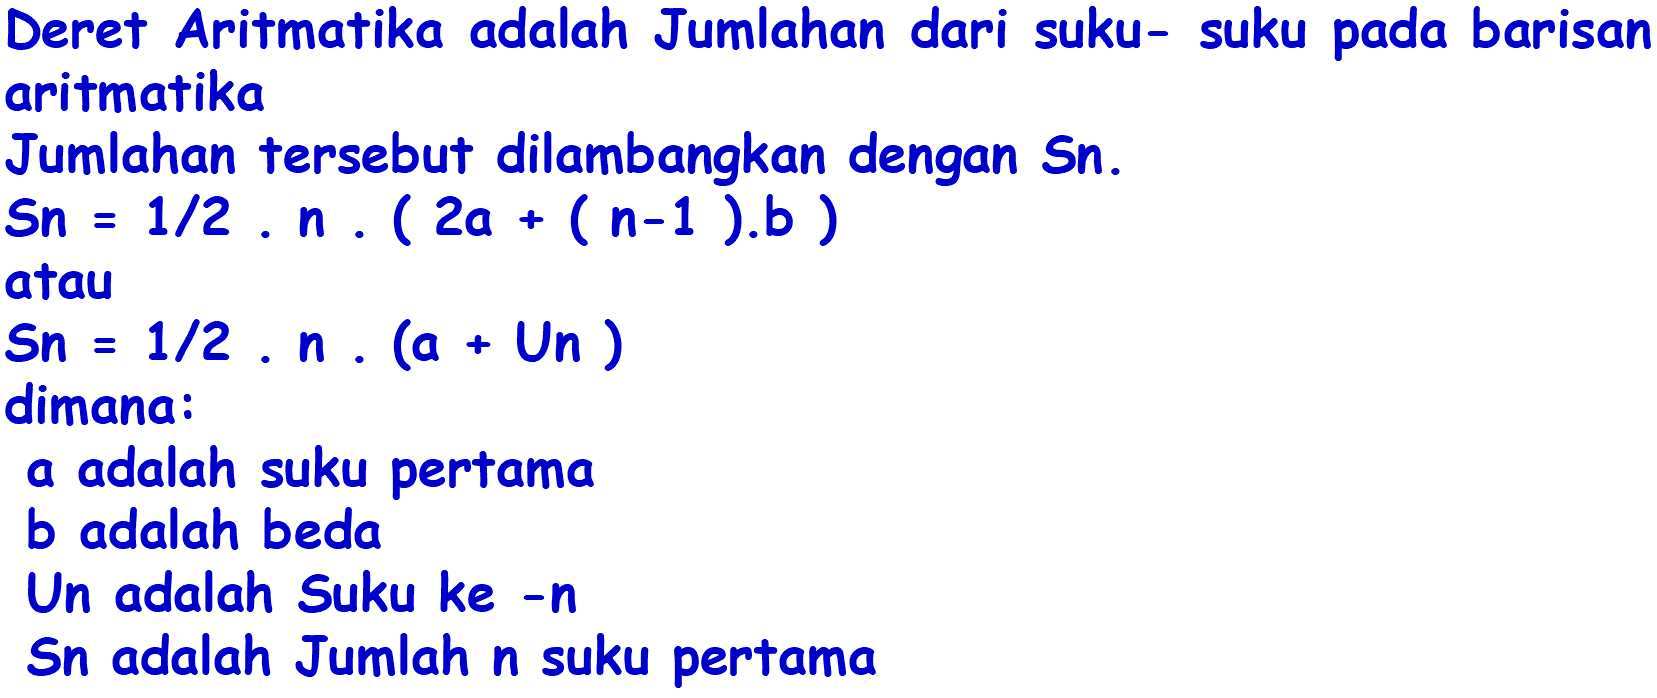 Deret Aritmatika adalah Jumlahan dari suku- suku pada barisan
aritmatika
Jumlahan tersebut dilambangkan dengan Sn.
Sn = 1/2 . n . ( 2a + ( n-1 ).b )
atau
Sn = 1/2 . n . (a + Un )
dimana:
a adalah suku pertama
b adalah beda
Un adalah Suku ke -n
Sn adalah Jumlah n suku pertama